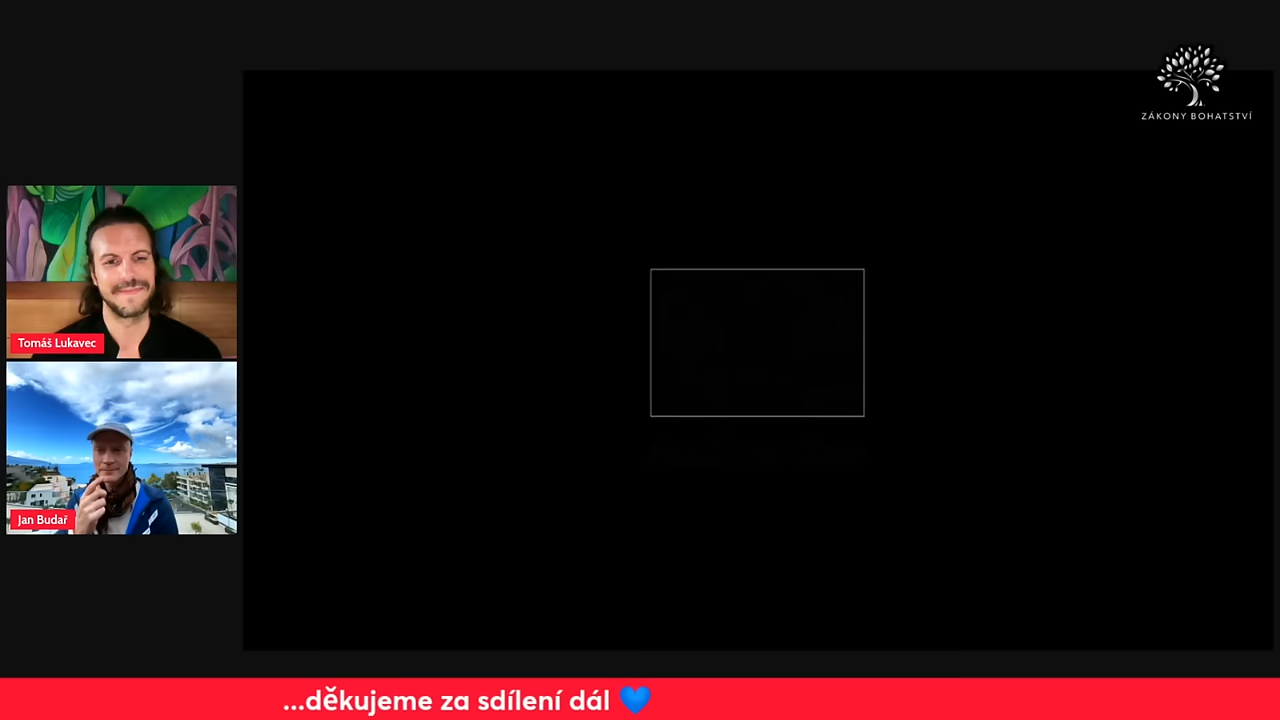 ZÁKONY BOHATSTVÍ
Tomáš Lukavec
Jan Budař
...děkujeme za sdílení dál 💙